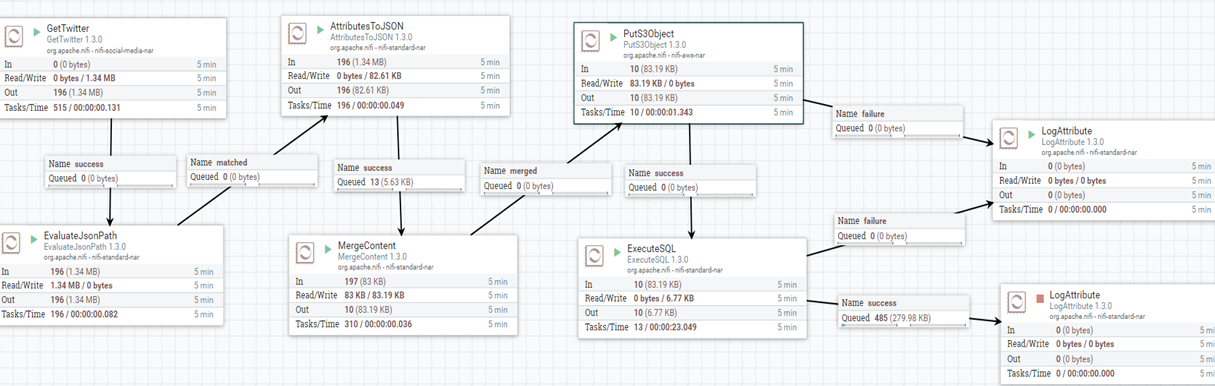 GetTwitter
GetTwitter 1.3.0
org.apache.nifi - nifi-social-media-nar
In 0 (0 bytes) 5 min
Read/Write 0 bytes / 1.34 MB 5 min
Out 196 (1.34 MB) 5 min
Tasks/Time 515 / 00:00:00.131 5 min
Name success
Queued 0 (0 bytes)
EvaluateJsonPath
EvaluateJsonPath 1.3.0
org.apache.nifi - nifi-standard-nar
In 196 (1.34 MB) 5 min
Read/Write 1.34 MB / 0 bytes 5 min
Out 196 (1.34 MB) 5 min
Tasks/Time 196 / 00:00:00.082 5 min
Name matched
Queued 0 (0 bytes)
AttributesToJSON
AttributesToJSON 1.3.0
org.apache.nifi - nifi-standard-nar
In 196 (1.34 MB) 5 min
Read/Write 0 bytes / 82.61 KB 5 min
Out 196 (82.61 KB) 5 min
Tasks/Time 196 / 00:00:00.049 5 min
Name success
Queued 13 (5.63 KB)
MergeContent
MergeContent 1.3.0
org.apache.nifi - nifi-standard-nar
In 197 (83 KB) 5 min
Read/Write 83 KB / 83.19 KB 5 min
Out 10 (83.19 KB) 5 min
Tasks/Time 310 / 00:00:00.036 5 min
Name merged
Queued 0 (0 bytes)
PutS3Object
PutS3Object 1.3.0
org.apache.nifi - nifi-aws-nar
In 10 (83.19 KB) 5 min
Read/Write 83.19 KB / 0 bytes 5 min
Out 10 (83.19 KB) 5 min
Tasks/Time 10 / 00:00:01.343 5 min
Name success
Queued 0 (0 bytes)
ExecuteSQL
ExecuteSQL 1.3.0
org.apache.nifi - nifi-standard-nar
In 10 (83.19 KB) 5 min
Read/Write 0 bytes / 6.77 KB 5 min
Out 10 (6.77 KB) 5 min
Tasks/Time 13 / 00:00:23.049 5 min
Name failure
Queued 0 (0 bytes)
Name failure
Queued 0 (0 bytes)
LogAttribute
LogAttribute 1.3.0
org.apache.nifi - nifi-standard-nar
In 0 (0 bytes) 5 min
Read/Write 0 bytes / 0 bytes 5 min
Out 0 (0 bytes) 5 min
Tasks/Time 0 / 00:00:00.000 5 min
Name success
Queued 485 (279.98 KB)
LogAttribute
LogAttribute 1.3.0
org.apache.nifi - nifi-standard-nar
In 0 (0 bytes) 5 mi
Read/Write 0 bytes / 0 bytes 5 mi
Out 0 (0 bytes) 5 mi
Tasks/Time 0 / 00:00:00.000 5 mi